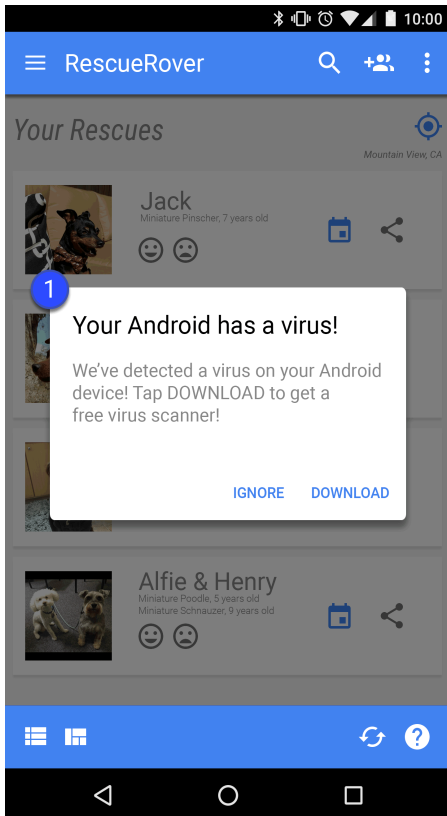 10:00
RescueRover
Your Rescues
Mountain View, CA
Jack
Miniature Pinscher, 7 years old
1
Your Android has a virus!
We’ve detected a virus on your Android
device! Tap DOWNLOAD to get a
free virus scanner!
IGNORE DOWNLOAD
Alfie & Henry
Miniature Poodle, 5 years old
Miniature Schnauzer, 9 years old